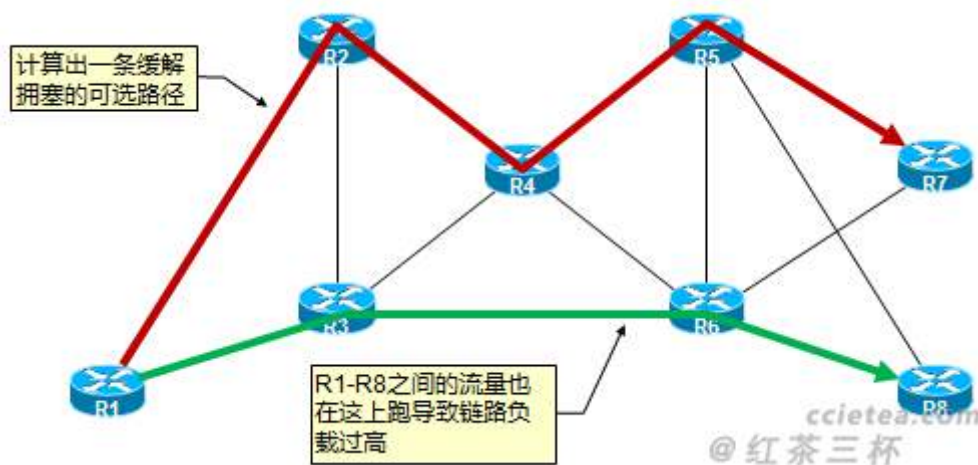 R2
R5
计算出一条缓解
拥塞的可选路径
R4
R7
R3
R6
R1
R1-R8之间的流量也
在这上跑导致链路负
载过高
R8
ccietea.com
@红茶三杯